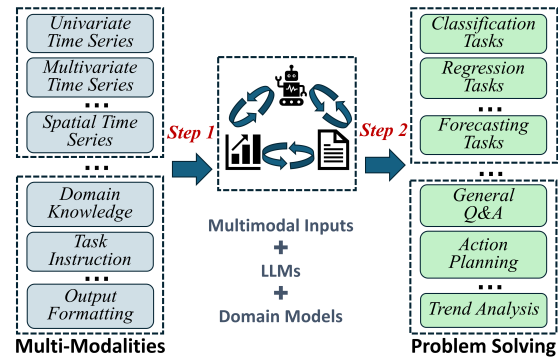 Univariate
Time Series
Multivariate
Time Series
...
Spatial Time
Series
...
Domain
Knowledge
Task
Instruction
...
Output
Formatting
Multi-Modalities
Step 1
Step 2
Multimodal Inputs
+
LLMs
+
Domain Models
Classification
Tasks
Regression
Tasks
...
Forecasting
Tasks
...
General
Q&A
Action
Planning
...
Trend Analysis
Problem Solving